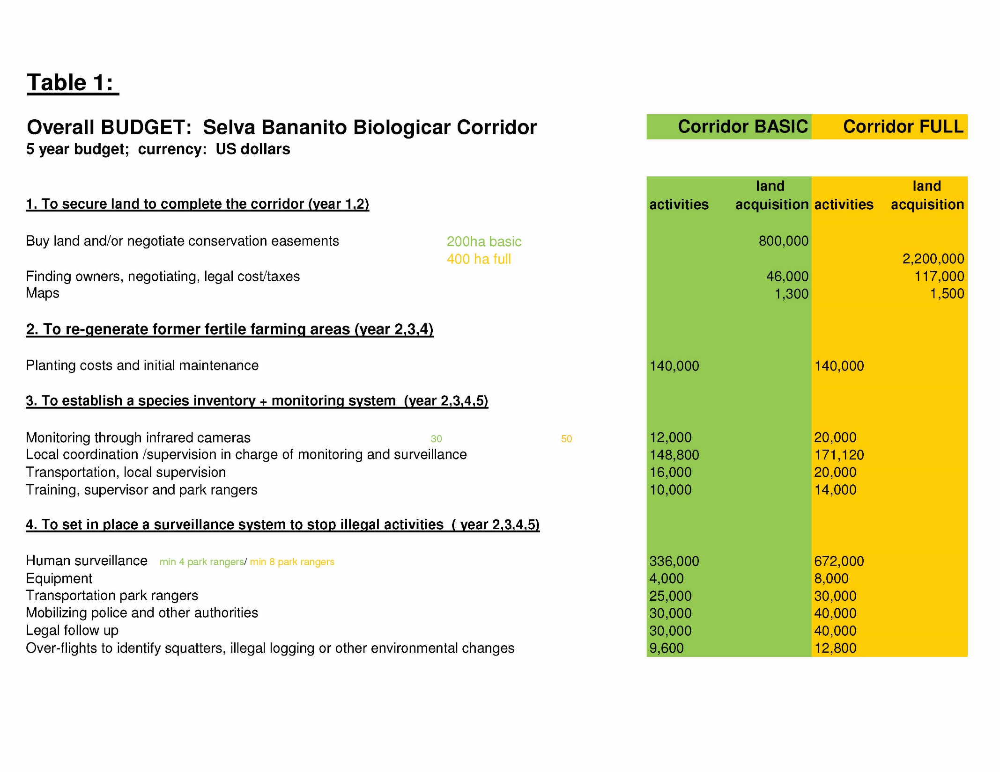 Table 1:
Overall BUDGET: Selva Bananito Biologicar Corridor Corridor BASIC Corridor FULL
5 year budget; currency: US dollars
land land
1. To secure land to complete the corridor (year 1,2) activities acquisition activities acquisition
Buy land and/or negotiate conservation easements 200ha basic 800,000
400 ha full 2,200,000
Finding owners, negotiating, legal cost/taxes 46,000 117,000
Maps 1,300 1,500
2. To re-generate former fertile farming areas (year 2,3,4)
Planting costs and initial maintenance 140,000 140,000
3. To establish a species inventory + monitoring system (year 2,3,4,5)
Monitoring through infrared cameras 30 50 12,000 20,000
Local coordination /supervision in charge of monitoring and surveillance 148,800 171,120
Transportation, local supervision 16,000 20,000
Training, supervisor and park rangers 10,000 14,000
4. To set in place a surveillance system to stop illegal activities ( year 2,3,4,5)
Human surveillance min 4 park rangers/ min 8 park rangers 336,000 672,000
Equipment 4,000 8,000
Transportation park rangers 25,000 30,000
Mobilizing police and other authorities 30,000 40,000
Legal follow up 30,000 40,000
Over-flights to identify squatters, illegal logging or other environmental changes 9,600 12,800